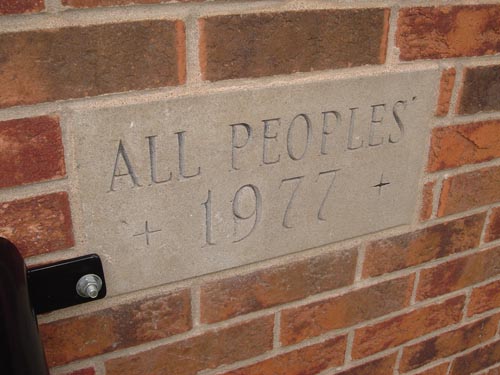 ALL PEOPLES'
+ 1977 +